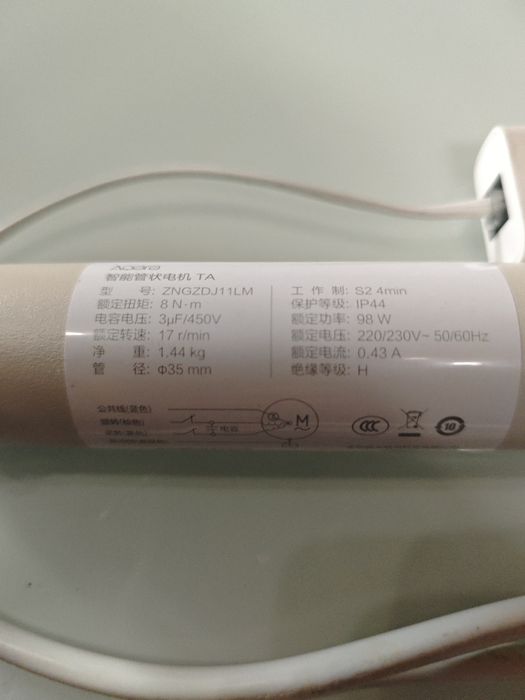 Aqara
智能管状电机 TA
型 号: ZNGZDJ11LM
额定扭矩: 8 N·m
电容电压: 3μF/450V
额定转速: 17 r/min
净 重: 1.44 kg
管 径: Φ35 mm
工 作 制: S2 4min
保护等级: IP44
额定功率: 98 W
额定电压: 220/230V~ 50/60Hz
额定电流: 0.43 A
绝缘等级: H
公共线(蓝色)
电容
M
CCC
10